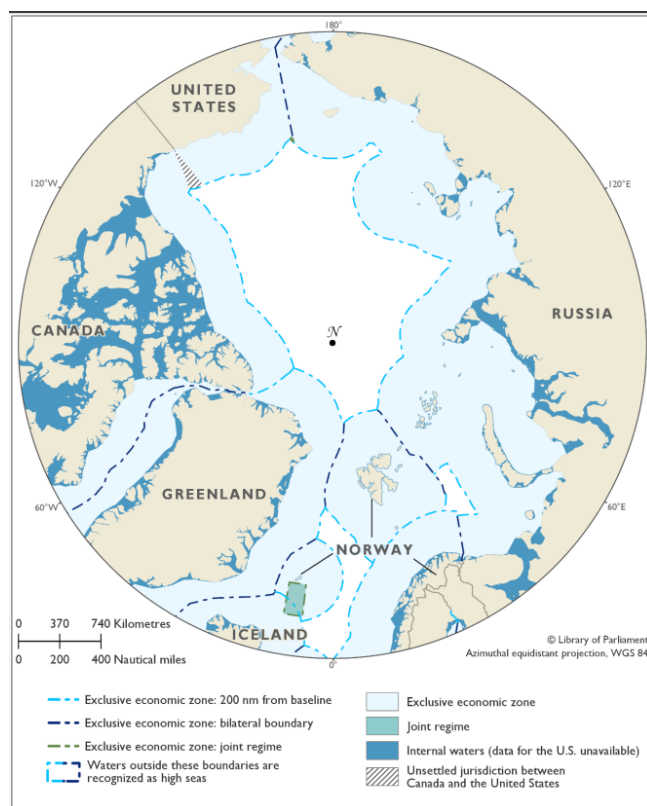 180°
UNITED
STATES
120°W
120°E
RUSSIA
CANADA
N
GREENLAND
60°W
60°E
NORWAY
ICELAND
0°
0 370 740 Kilometres
0 200 400 Nautical miles
© Library of Parliament
Azimuthal equidistant projection, WGS 84
Exclusive economic zone: 200 nm from baseline
Exclusive economic zone: bilateral boundary
Exclusive economic zone: joint regime
Waters outside these boundaries are
recognized as high seas
Exclusive economic zone
Joint regime
Internal waters (data for the U.S. unavailable)
Unsettled jurisdiction between
Canada and the United States